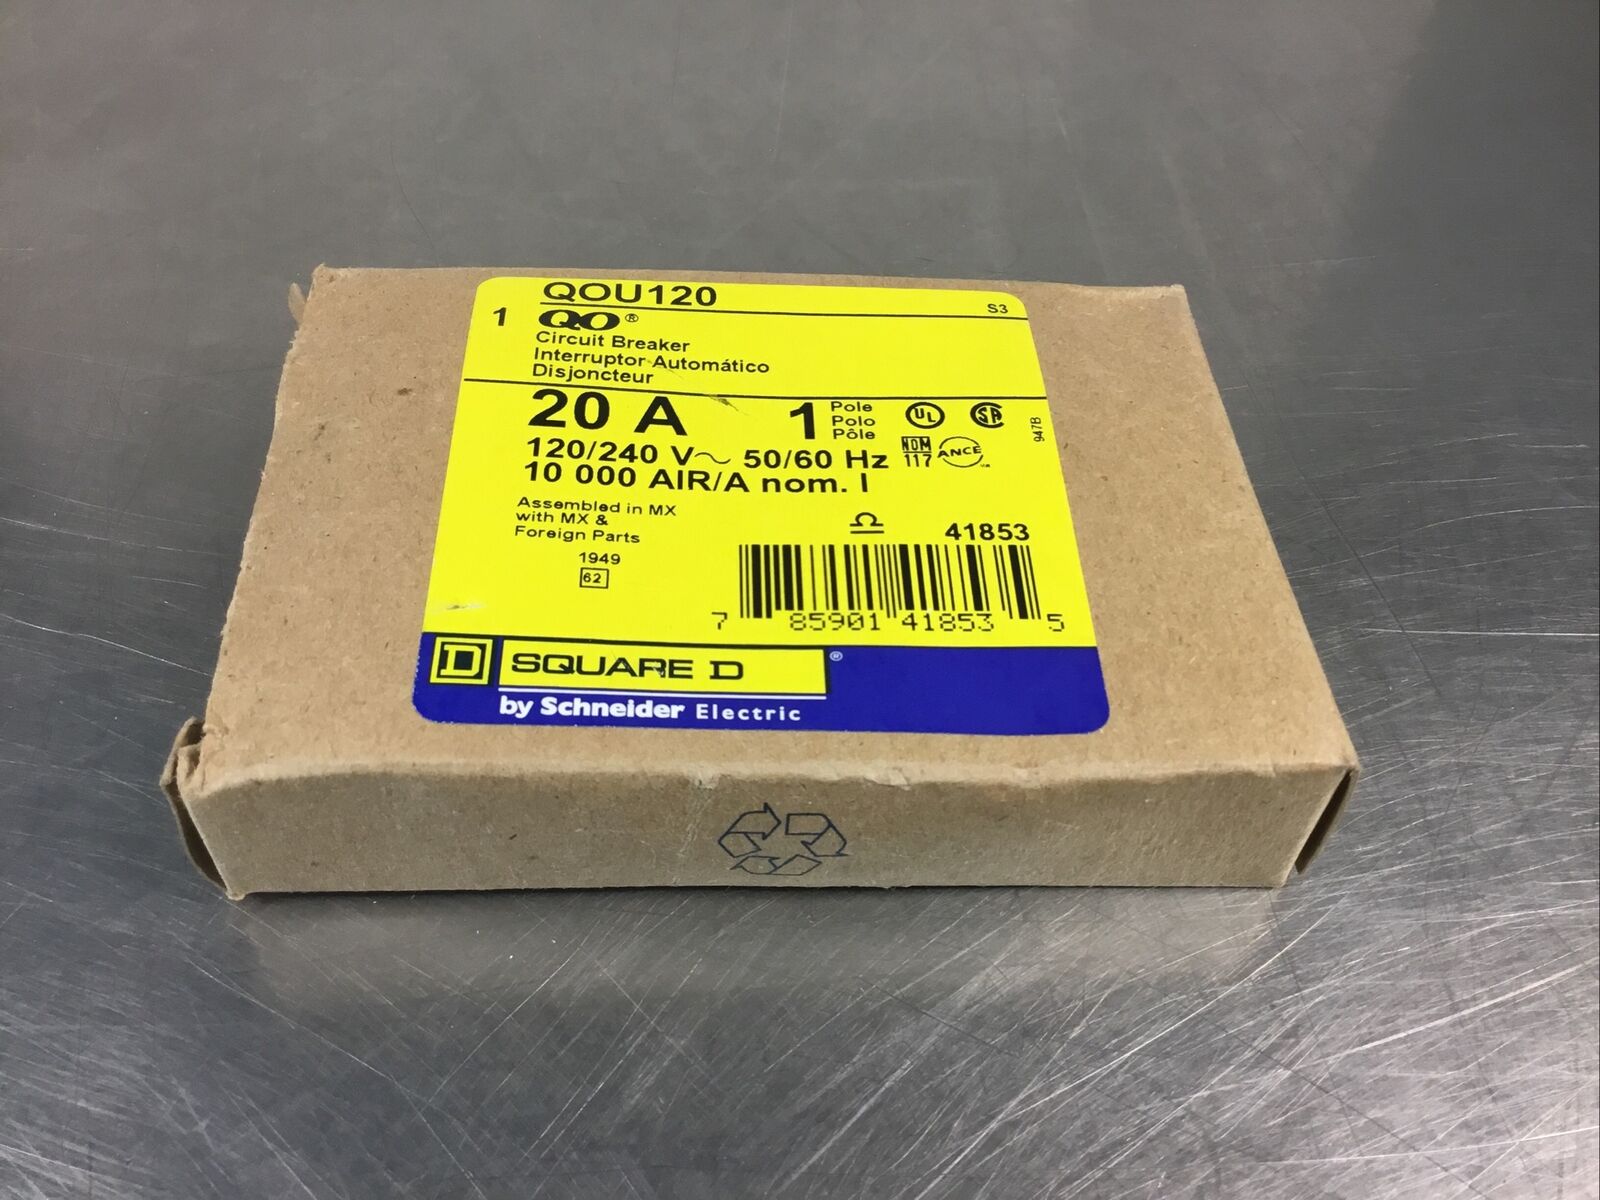 QOU120
S3
1 QO®
Circuit Breaker
Interruptor Automático
Disjoncteur
20 A 1 Pole
Polo
Pôle
UL
SA
947B
120/240 V~ 50/60 Hz
NOM
117
ANCE
10 000 AIR/A nom. I
Assembled in MX
with MX &
Foreign Parts
1949
62
41853
7 85901 41853 5
D SQUARE D®
by Schneider Electric